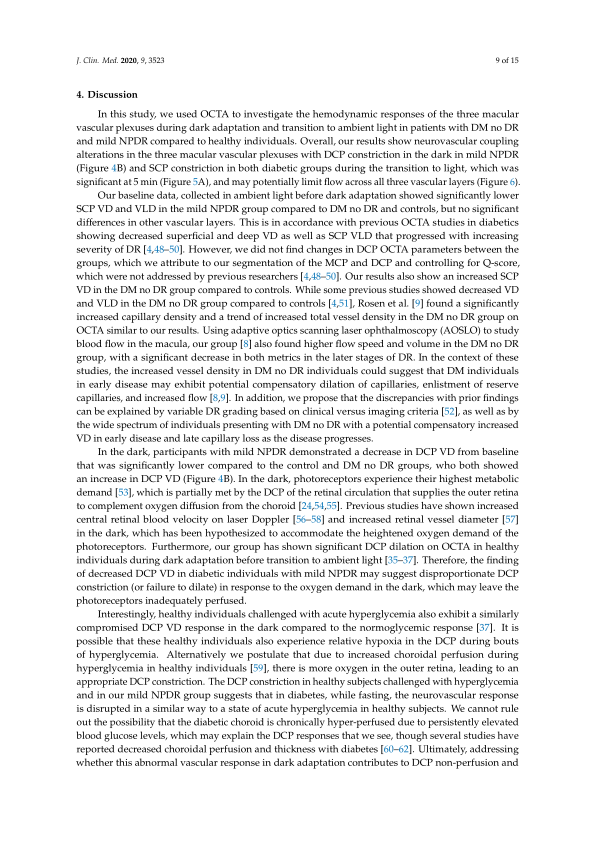 J. Clin. Med. 2020, 9, 3523
9 of 15
4. Discussion
In this study, we used OCTA to investigate the hemodynamic responses of the three macular
vascular plexuses during dark adaptation and transition to ambient light in patients with DM no DR
and mild NPDR compared to healthy individuals. Overall, our results show neurovascular coupling
alterations in the three macular vascular plexuses with DCP constriction in the dark in mild NPDR
(Figure 4B) and SCP constriction in both diabetic groups during the transition to light, which was
significant at 5 min (Figure 5A), and may potentially limit flow across all three vascular layers (Figure 6).
Our baseline data, collected in ambient light before dark adaptation showed significantly lower
SCP VD and VLD in the mild NPDR group compared to DM no DR and controls, but no significant
differences in other vascular layers. This is in accordance with previous OCTA studies in diabetics
showing decreased superficial and deep VD as well as SCP VLD that progressed with increasing
severity of DR [4,48–50]. However, we did not find changes in DCP OCTA parameters between the
groups, which we attribute to our segmentation of the MCP and DCP and controlling for Q-score,
which were not addressed by previous researchers [4,48–50]. Our results also show an increased SCP
VD in the DM no DR group compared to controls. While some previous studies showed decreased VD
and VLD in the DM no DR group compared to controls [4,51], Rosen et al. [9] found a significantly
increased capillary density and a trend of increased total vessel density in the DM no DR group on
OCTA similar to our results. Using adaptive optics scanning laser ophthalmoscopy (AOSLO) to study
blood flow in the macula, our group [8] also found higher flow speed and volume in the DM no DR
group, with a significant decrease in both metrics in the later stages of DR. In the context of these
studies, the increased vessel density in DM no DR individuals could suggest that DM individuals
in early disease may exhibit potential compensatory dilation of capillaries, enlistment of reserve
capillaries, and increased flow [8,9]. In addition, we propose that the discrepancies with prior findings
can be explained by variable DR grading based on clinical versus imaging criteria [52], as well as by
the wide spectrum of individuals presenting with DM no DR with a potential compensatory increased
VD in early disease and late capillary loss as the disease progresses.
In the dark, participants with mild NPDR demonstrated a decrease in DCP VD from baseline
that was significantly lower compared to the control and DM no DR groups, who both showed
an increase in DCP VD (Figure 4B). In the dark, photoreceptors experience their highest metabolic
demand [53], which is partially met by the DCP of the retinal circulation that supplies the outer retina
to complement oxygen diffusion from the choroid [24,54,55]. Previous studies have shown increased
central retinal blood velocity on laser Doppler [56–58] and increased retinal vessel diameter [57]
in the dark, which has been hypothesized to accommodate the heightened oxygen demand of the
photoreceptors. Furthermore, our group has shown significant DCP dilation on OCTA in healthy
individuals during dark adaptation before transition to ambient light [35–37]. Therefore, the finding
of decreased DCP VD in diabetic individuals with mild NPDR may suggest disproportionate DCP
constriction (or failure to dilate) in response to the oxygen demand in the dark, which may leave the
photoreceptors inadequately perfused.
Interestingly, healthy individuals challenged with acute hyperglycemia also exhibit a similarly
compromised DCP VD response in the dark compared to the normoglycemic response [37]. It is
possible that these healthy individuals also experience relative hypoxia in the DCP during bouts
of hyperglycemia. Alternatively we postulate that due to increased choroidal perfusion during
hyperglycemia in healthy individuals [59], there is more oxygen in the outer retina, leading to an
appropriate DCP constriction. The DCP constriction in healthy subjects challenged with hyperglycemia
and in our mild NPDR group suggests that in diabetes, while fasting, the neurovascular response
is disrupted in a similar way to a state of acute hyperglycemia in healthy subjects. We cannot rule
out the possibility that the diabetic choroid is chronically hyper-perfused due to persistently elevated
blood glucose levels, which may explain the DCP responses that we see, though several studies have
reported decreased choroidal perfusion and thickness with diabetes [60–62]. Ultimately, addressing
whether this abnormal vascular response in dark adaptation contributes to DCP non-perfusion and